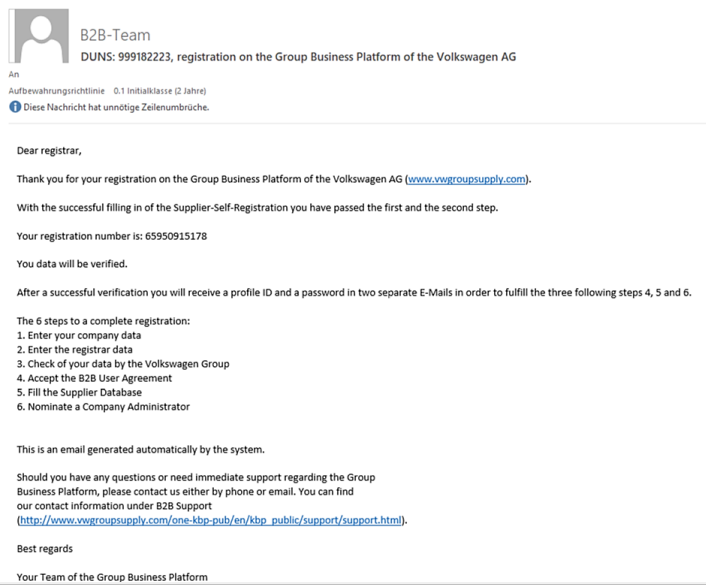 B2B-Team
DUNS: 999182223, registration on the Group Business Platform of the Volkswagen AG
An
Aufbewahrungsrichtlinie 0.1 Initialklasse (2 Jahre)
Diese Nachricht hat unnötige Zeilenumbrüche.
Dear registrar,
Thank you for your registration on the Group Business Platform of the Volkswagen AG (www.vwgroupsupply.com).
With the successful filling in of the Supplier-Self-Registration you have passed the first and the second step.
Your registration number is: 65950915178
You data will be verified.
After a successful verification you will receive a profile ID and a password in two separate E-Mails in order to fulfill the three following steps 4, 5 and 6.
The 6 steps to a complete registration:
1. Enter your company data
2. Enter the registrar data
3. Check of your data by the Volkswagen Group
4. Accept the B2B User Agreement
5. Fill the Supplier Database
6. Nominate a Company Administrator
This is an email generated automatically by the system.
Should you have any questions or need immediate support regarding the Group
Business Platform, please contact us either by phone or email. You can find
our contact information under B2B Support
(http://www.vwgroupsupply.com/one-kbp-pub/en/kbp_public/support/support.html).
Best regards
Your Team of the Group Business Platform